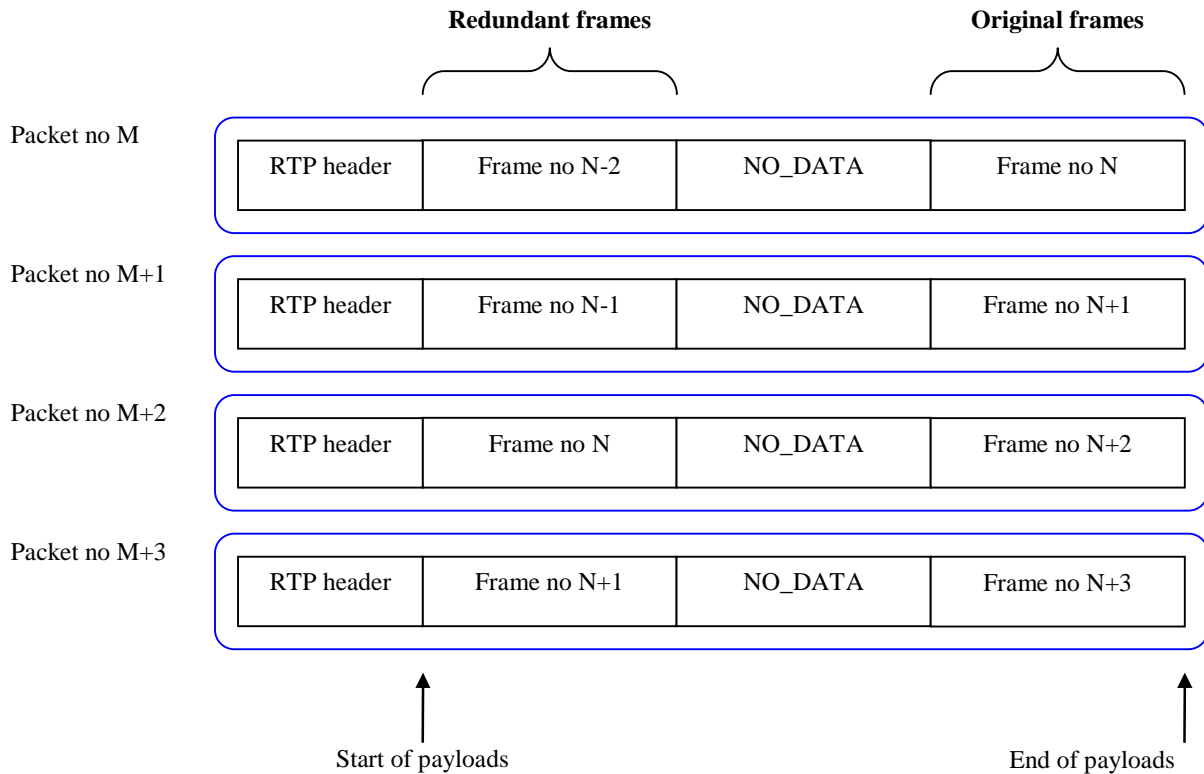 Redundant frames Original frames
Packet no M
RTP header Frame no N-2 NO_DATA Frame no N
Packet no M+1
RTP header Frame no N-1 NO_DATA Frame no N+1
Packet no M+2
RTP header Frame no N NO_DATA Frame no N+2
Packet no M+3
RTP header Frame no N+1 NO_DATA Frame no N+3
Start of payloads End of payloads